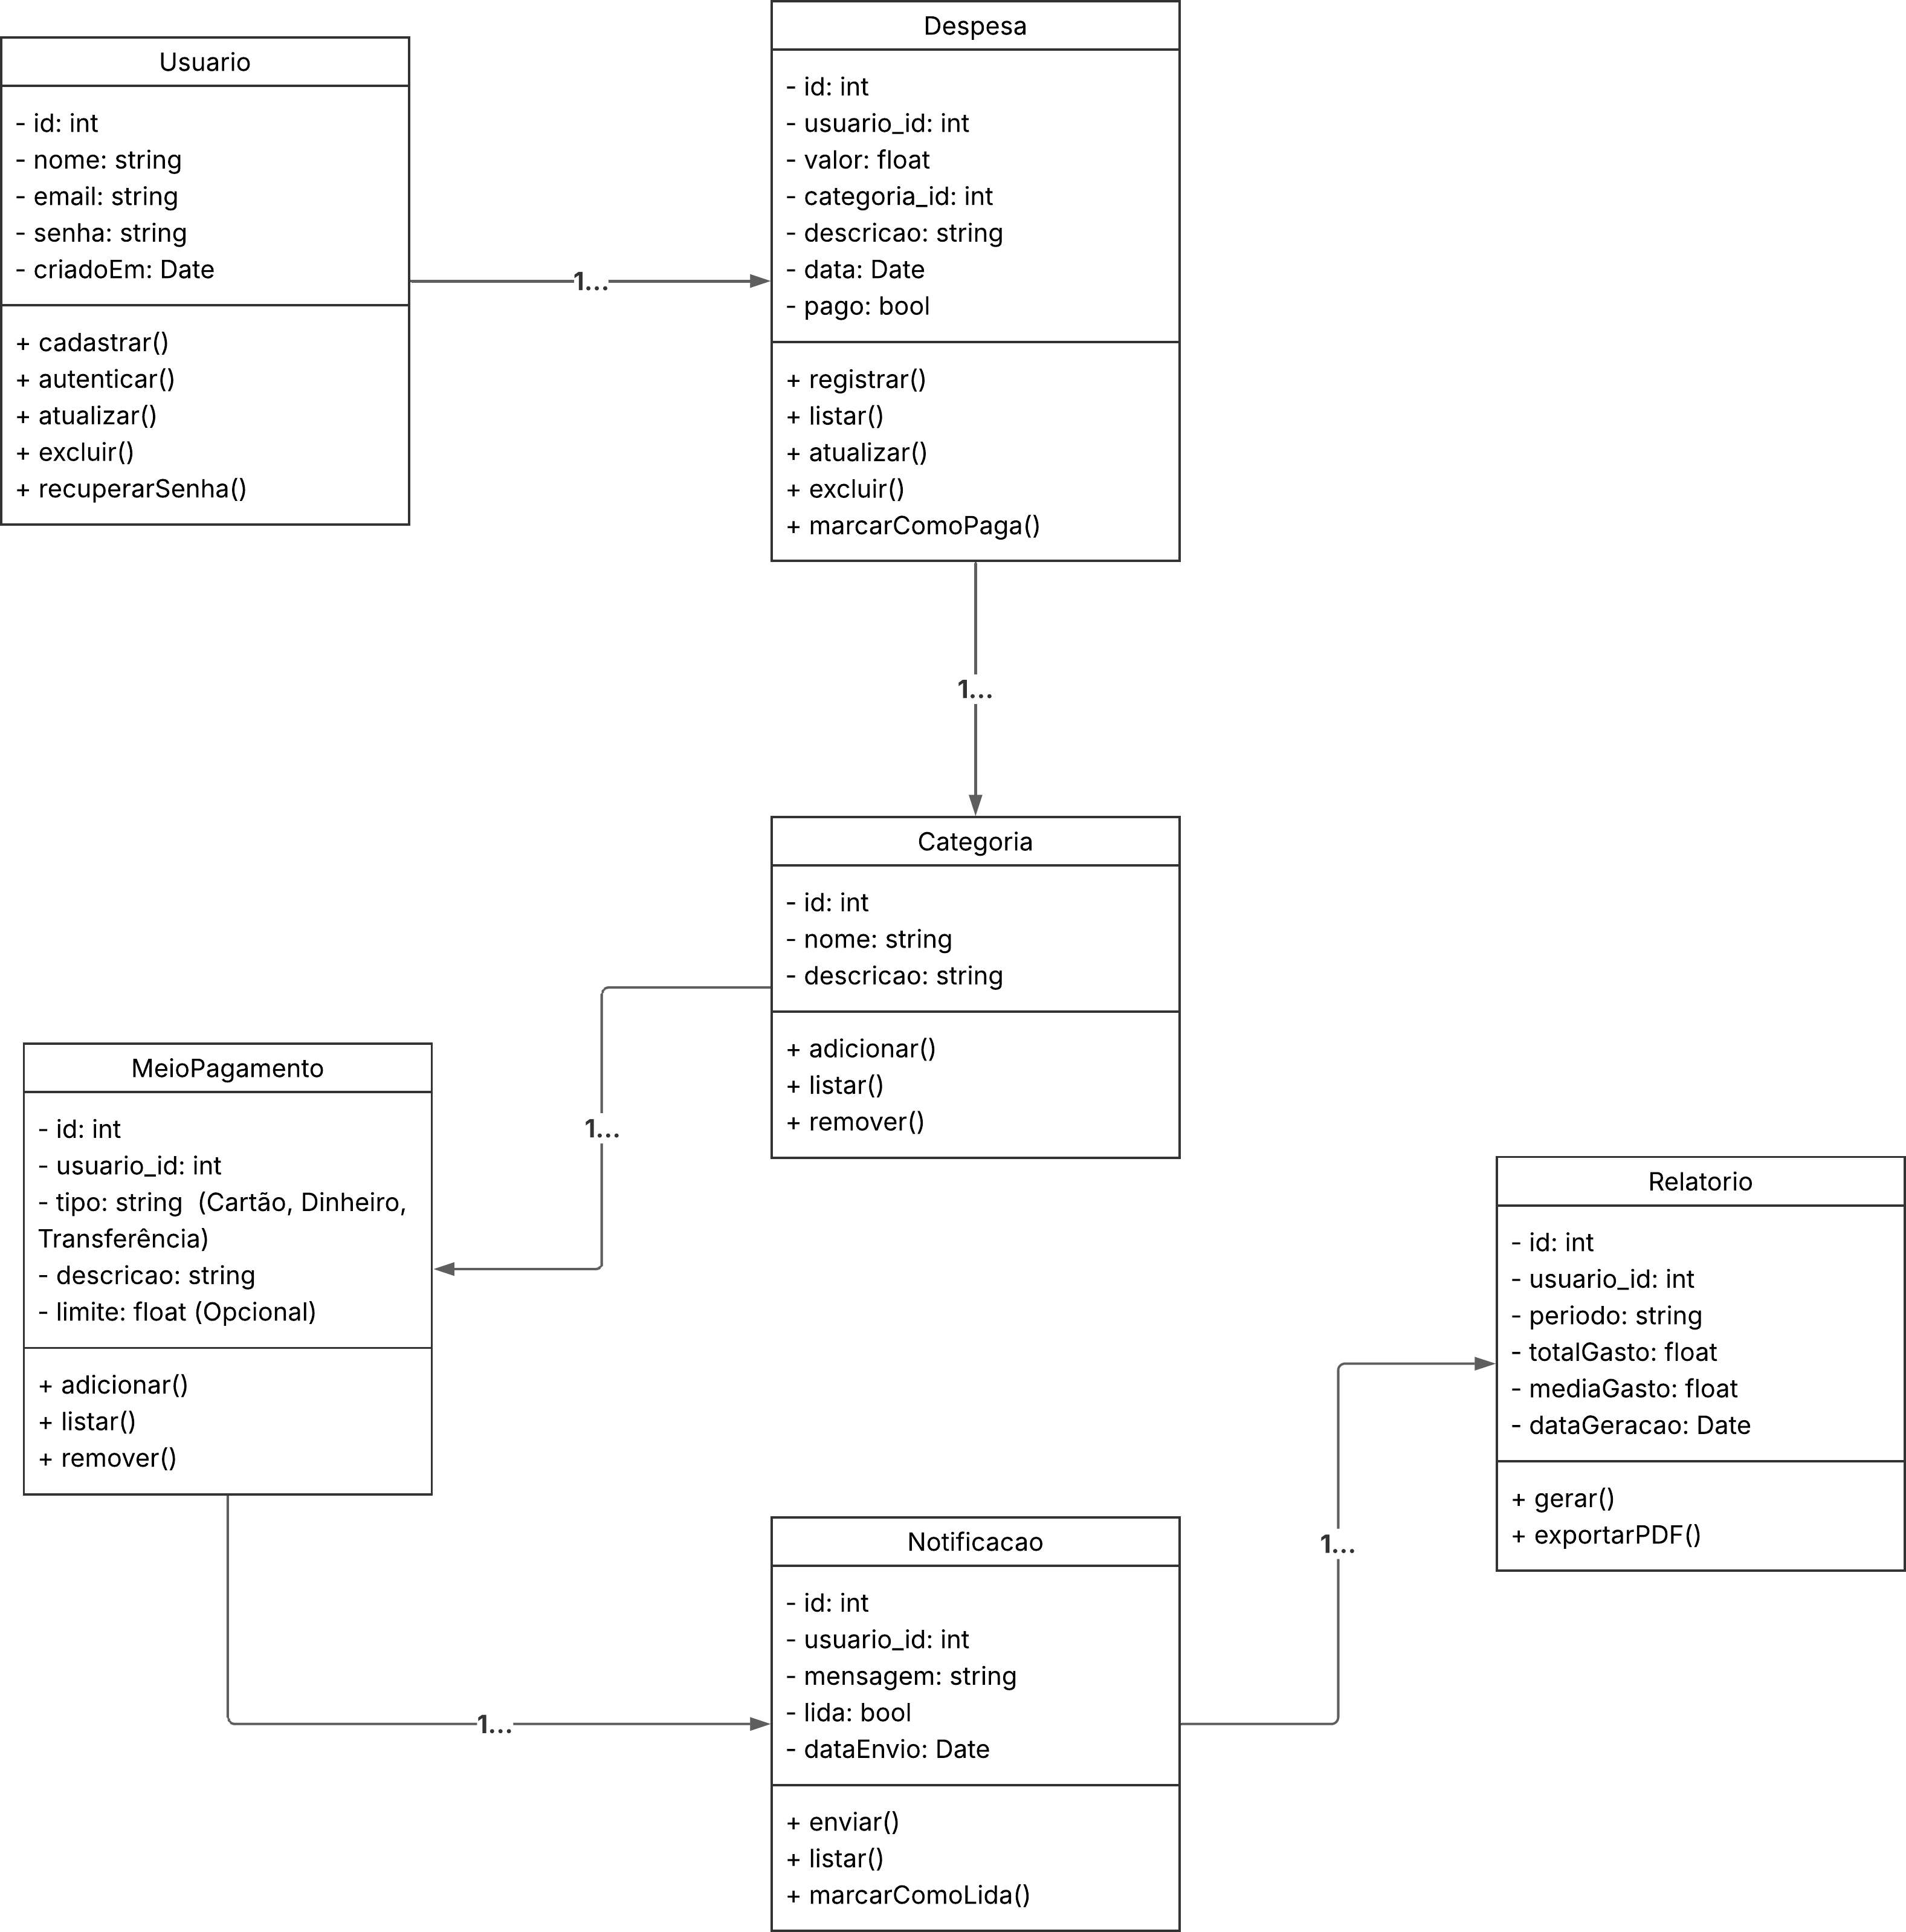 Usuario
- id: int
- nome: string
- email: string
- senha: string
- criadoEm: Date
+ cadastrar()
+ autenticar()
+ atualizar()
+ excluir()
+ recuperarSenha()
1...
Despesa
- id: int
- usuario_id: int
- valor: float
- categoria_id: int
- descricao: string
- data: Date
- pago: bool
+ registrar()
+ listar()
+ atualizar()
+ excluir()
+ marcarComoPaga()
1...
Categoria
- id: int
- nome: string
- descricao: string
+ adicionar()
+ listar()
+ remover()
1...
MeioPagamento
- id: int
- usuario_id: int
- tipo: string  (Cartão, Dinheiro,
Transferência)
- descricao: string
- limite: float (Opcional)
+ adicionar()
+ listar()
+ remover()
1...
Notificacao
- id: int
- usuario_id: int
- mensagem: string
- lida: bool
- dataEnvio: Date
+ enviar()
+ listar()
+ marcarComoLida()
1...
Relatorio
- id: int
- usuario_id: int
- periodo: string
- totalGasto: float
- mediaGasto: float
- dataGeracao: Date
+ gerar()
+ exportarPDF()